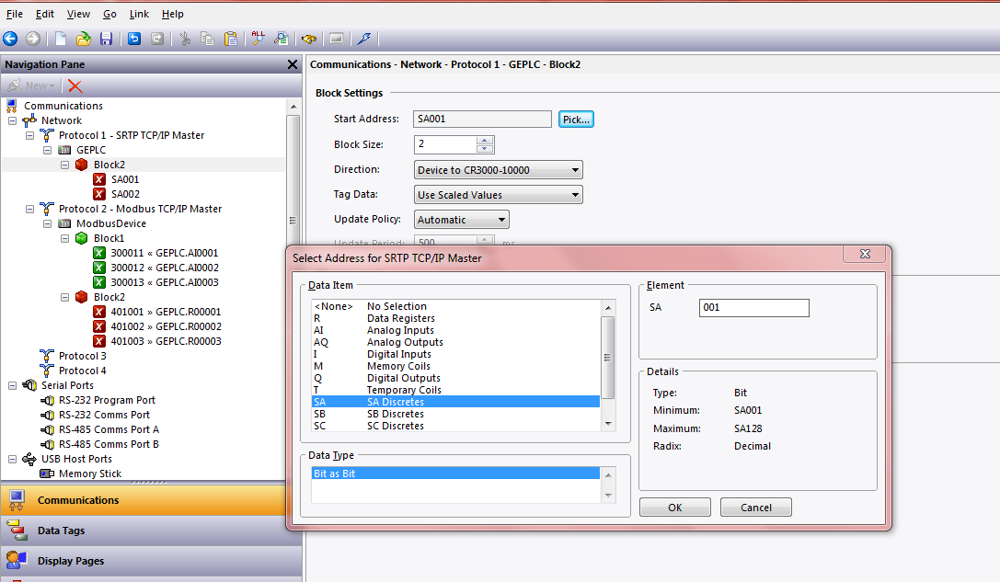 File Edit View Go Link Help
ALL
Navigation Pane
New
Communications
Network
Protocol 1 - SRTP TCP/IP Master
GEPLC
Block2
SA001
SA002
Protocol 2 - Modbus TCP/IP Master
ModbusDevice
Block1
300011 « GEPLC.AI0001
300012 « GEPLC.AI0002
300013 « GEPLC.AI0003
Block2
401001 » GEPLC.R00001
401002 » GEPLC.R00002
401003 » GEPLC.R00003
Protocol 3
Protocol 4
Serial Ports
RS-232 Program Port
RS-232 Comms Port
RS-485 Comms Port A
RS-485 Comms Port B
USB Host Ports
Memory Stick
Communications
Data Tags
Display Pages
Communications - Network - Protocol 1 - GEPLC - Block2
Block Settings
Start Address: SA001 Pick...
Block Size: 2
Direction: Device to CR3000-10000
Tag Data: Use Scaled Values
Update Policy: Automatic
Update Period: 500 ms
Select Address for SRTP TCP/IP Master
Data Item
<None> No Selection
R Data Registers
AI Analog Inputs
AQ Analog Outputs
I Digital Inputs
M Memory Coils
Q Digital Outputs
T Temporary Coils
SA SA Discretes
SB SB Discretes
SC SC Discretes
Data Type
Bit as Bit
Element
SA 001
Details
Type: Bit
Minimum: SA001
Maximum: SA128
Radix: Decimal
OK Cancel